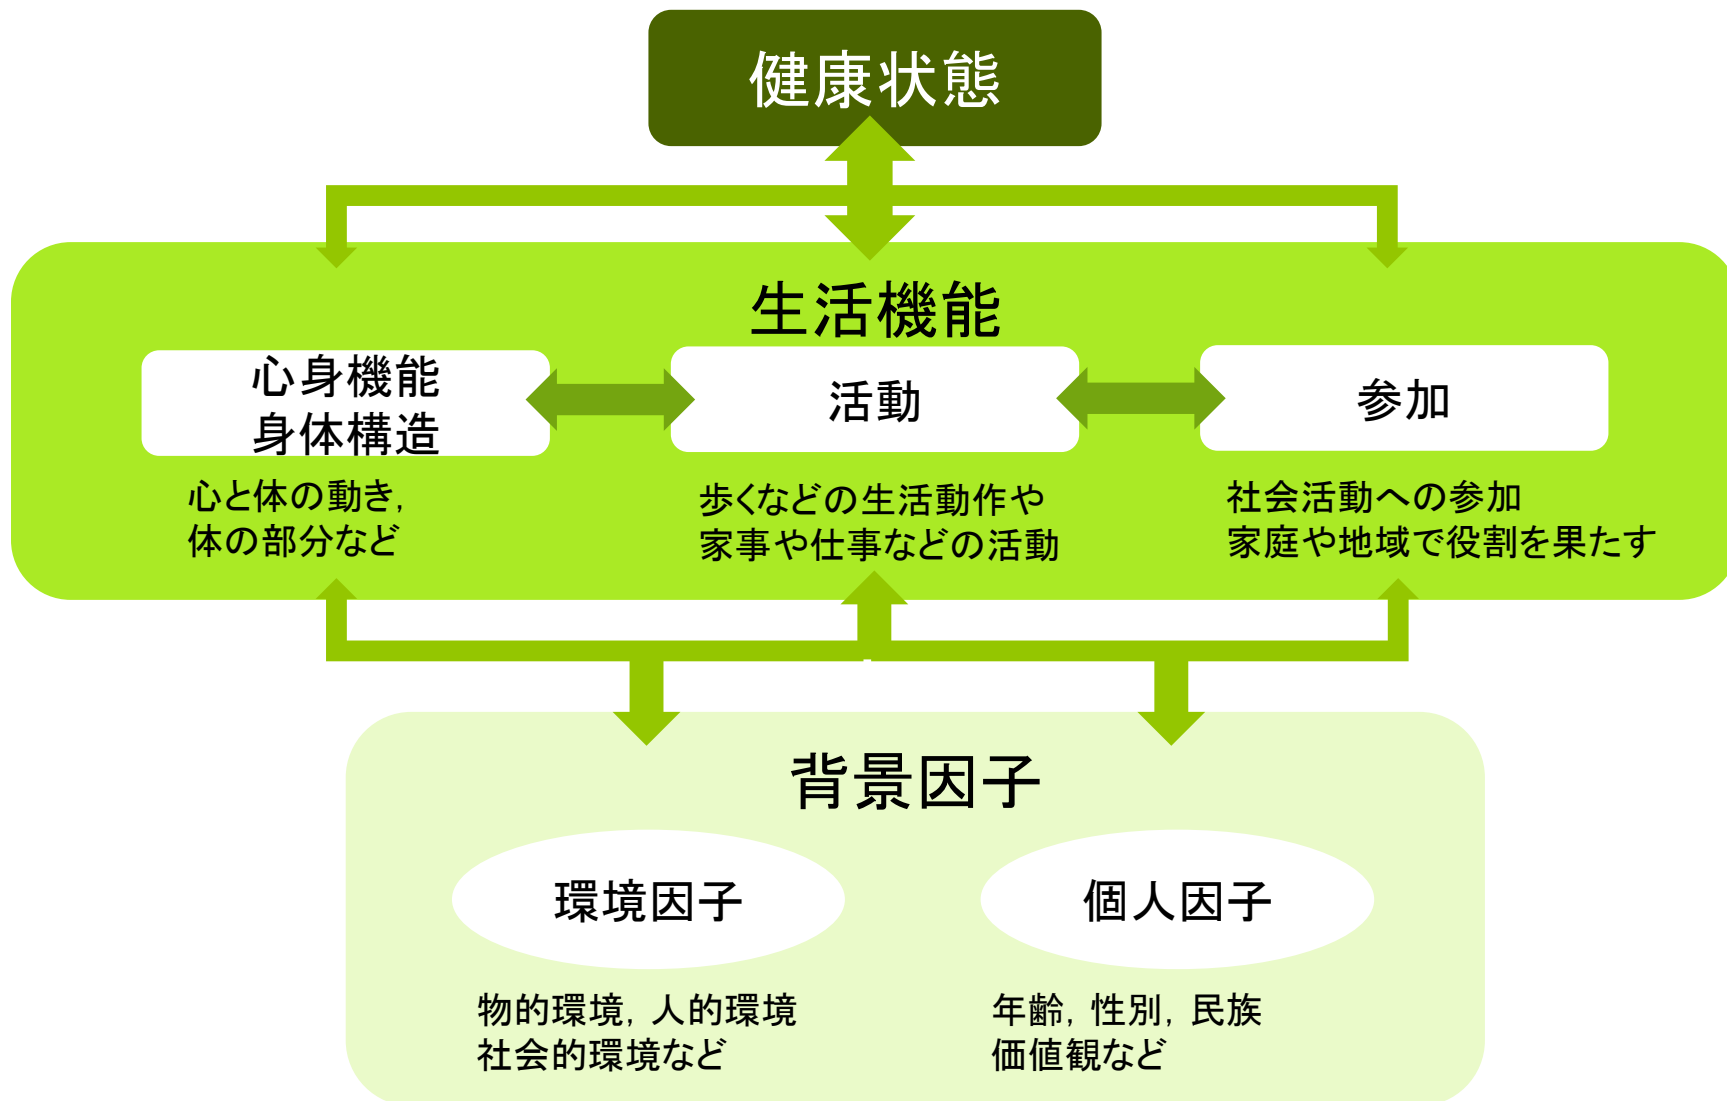 健康状態
生活機能
心身機能
身体構造
活動
参加
心と体の動き，
体の部分など
歩くなどの生活動作や
家事や仕事などの活動
社会活動への参加
家庭や地域で役割を果たす
背景因子
環境因子
個人因子
物的環境，人的環境
社会的環境など
年齢，性別，民族
価値観など